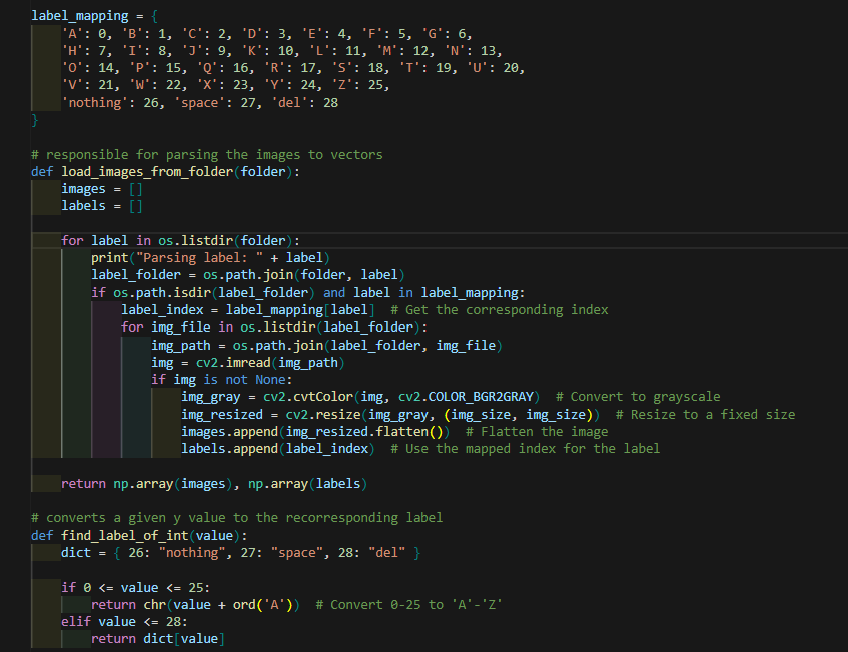 label_mapping = {
    'A': 0, 'B': 1, 'C': 2, 'D': 3, 'E': 4, 'F': 5, 'G': 6,
    'H': 7, 'I': 8, 'J': 9, 'K': 10, 'L': 11, 'M': 12, 'N': 13,
    'O': 14, 'P': 15, 'Q': 16, 'R': 17, 'S': 18, 'T': 19, 'U': 20,
    'V': 21, 'W': 22, 'X': 23, 'Y': 24, 'Z': 25,
    'nothing': 26, 'space': 27, 'del': 28
}

# responsible for parsing the images to vectors
def load_images_from_folder(folder):
    images = []
    labels = []

    for label in os.listdir(folder):
        print("Parsing label: " + label)
        label_folder = os.path.join(folder, label)
        if os.path.isdir(label_folder) and label in label_mapping:
            label_index = label_mapping[label]  # Get the corresponding index
            for img_file in os.listdir(label_folder):
                img_path = os.path.join(label_folder, img_file)
                img = cv2.imread(img_path)
                if img is not None:
                    img_gray = cv2.cvtColor(img, cv2.COLOR_BGR2GRAY)  # Convert to grayscale
                    img_resized = cv2.resize(img_gray, (img_size, img_size))  # Resize to a fixed size
                    images.append(img_resized.flatten())  # Flatten the image
                    labels.append(label_index)  # Use the mapped index for the label

    return np.array(images), np.array(labels)

# converts a given y value to the recorresponding label
def find_label_of_int(value):
    dict = { 26: "nothing", 27: "space", 28: "del" }

    if 0 <= value <= 25:
        return chr(value + ord('A'))  # Convert 0-25 to 'A'-'Z'
    elif value <= 28:
        return dict[value]